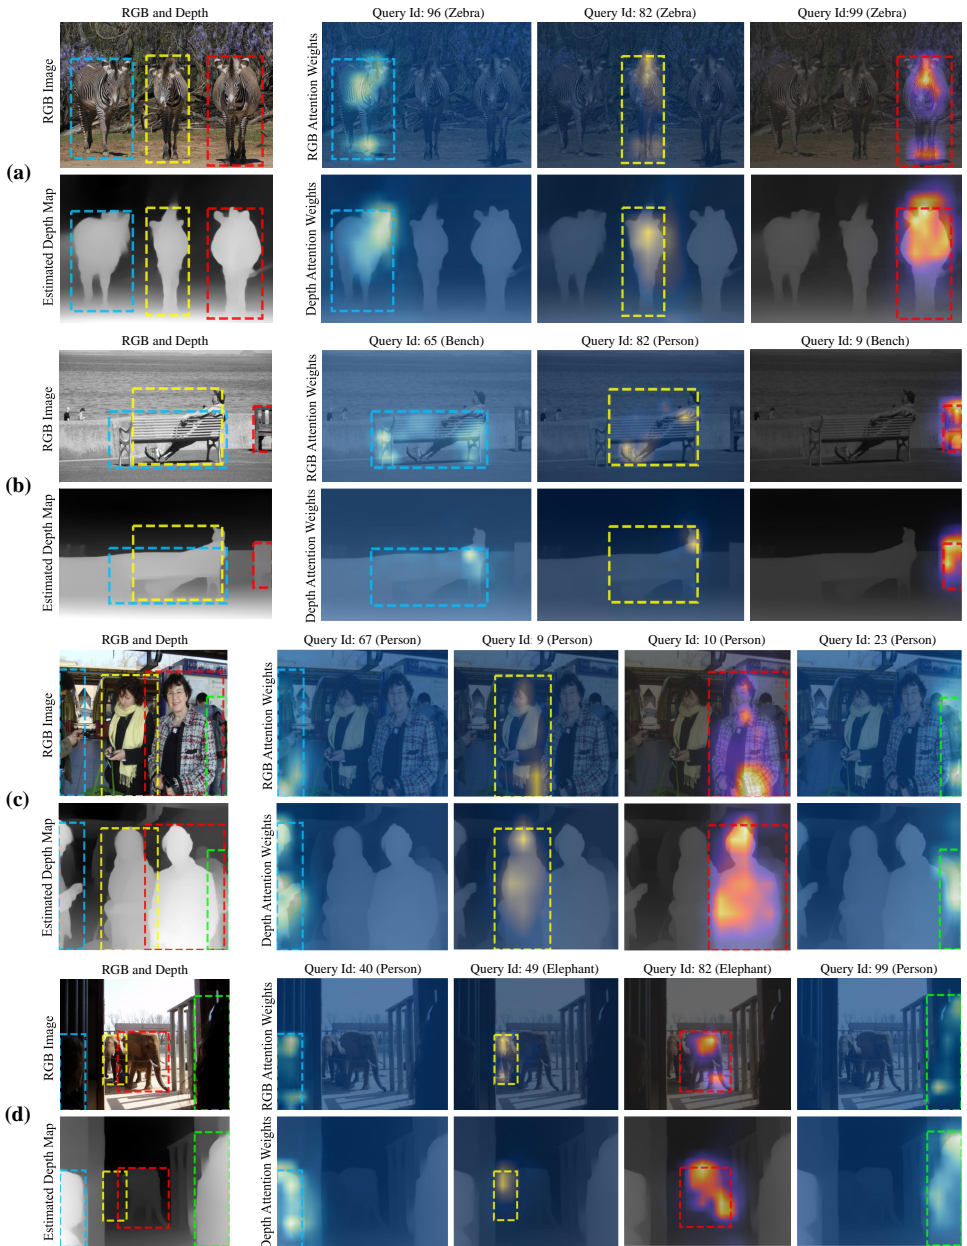 RGB and Depth
Query Id: 96 (Zebra)
Query Id: 82 (Zebra)
Query Id:99 (Zebra)
RGB Image
RGB Attention Weights
(a)
Estimated Depth Map
Depth Attention Weights
RGB and Depth
Query Id: 65 (Bench)
Query Id: 82 (Person)
Query Id: 9 (Bench)
RGB Image
RGB Attention Weights
(b)
Estimated Depth Map
Depth Attention Weights
RGB and Depth
Query Id: 67 (Person)
Query Id: 9 (Person)
Query Id: 10 (Person)
Query Id: 23 (Person)
RGB Image
RGB Attention Weights
(c)
Estimated Depth Map
Depth Attention Weights
RGB and Depth
Query Id: 40 (Person)
Query Id: 49 (Elephant)
Query Id: 82 (Elephant)
Query Id: 99 (Person)
RGB Image
RGB Attention Weights
(d)
Estimated Depth Map
Depth Attention Weights